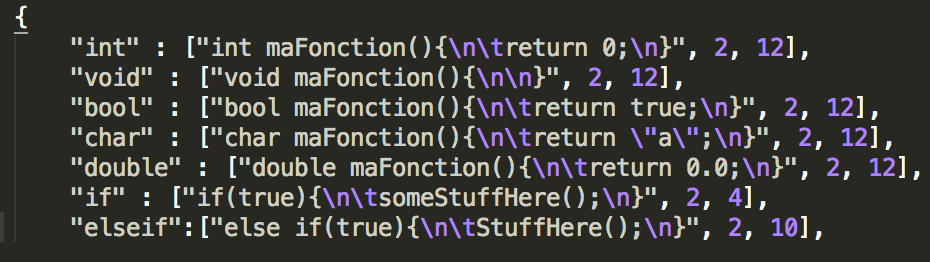 {
"int" : ["int maFonction(){\n\treturn 0;\n}", 2, 12],
"void" : ["void maFonction(){\n\n}", 2, 12],
"bool" : ["bool maFonction(){\n\treturn true;\n}", 2, 12],
"char" : ["char maFonction(){\n\treturn \"a\";\n}", 2, 12],
"double" : ["double maFonction(){\n\treturn 0.0;\n}", 2, 12],
"if" : ["if(true){\n\tsomeStuffHere();\n}", 2, 4],
"elseif":["else if(true){\n\tStuffHere();\n}", 2, 10],